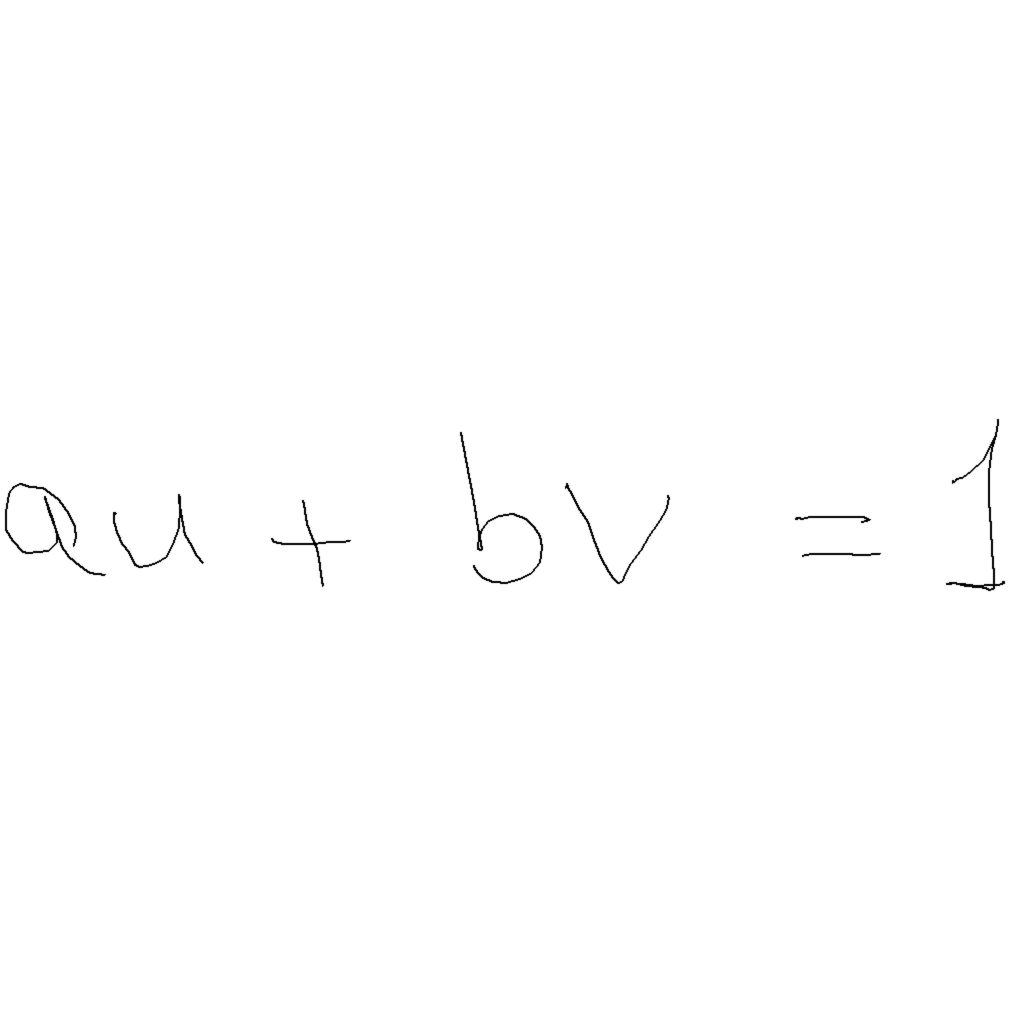 au + bv = 1